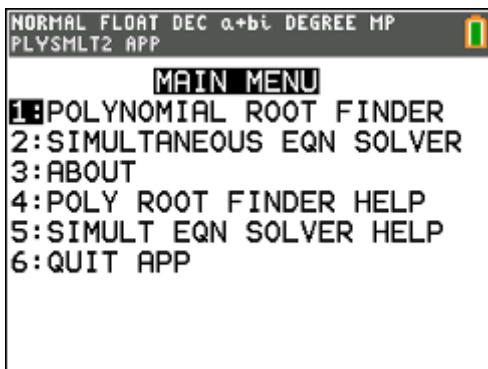 NORMAL FLOAT DEC a+bi DEGREE MP
PLYSMLT2 APP
MAIN MENU
1:POLYNOMIAL ROOT FINDER
2:SIMULTANEOUS EQN SOLVER
3:ABOUT
4:POLY ROOT FINDER HELP
5:SIMULT EQN SOLVER HELP
6:QUIT APP